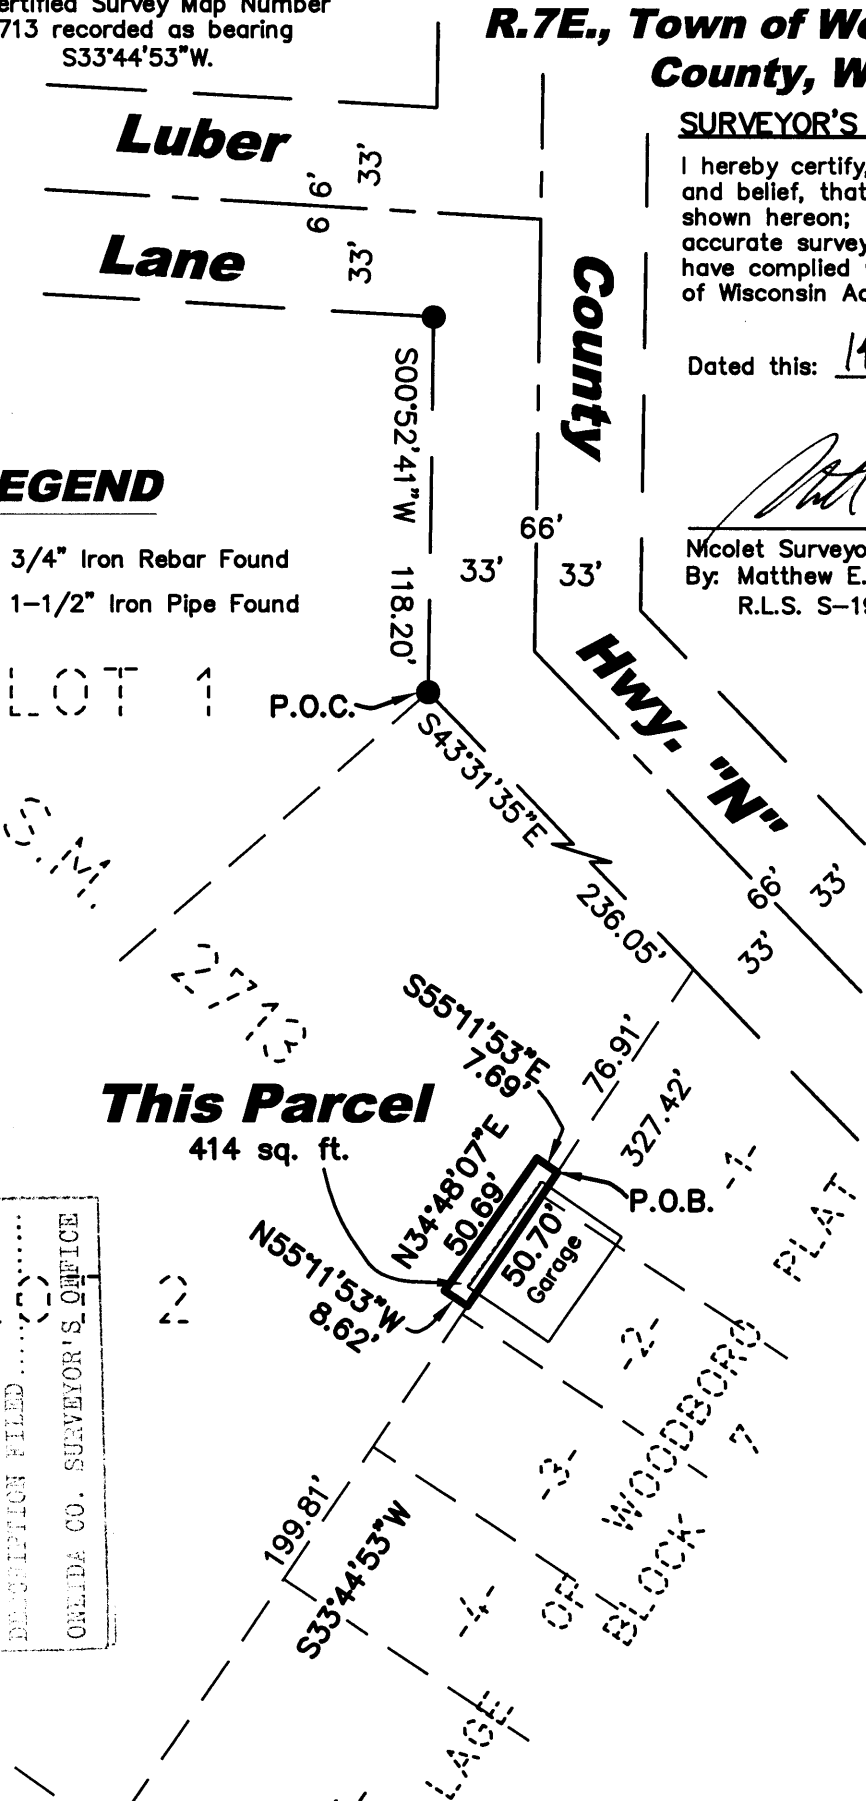 ertified Survey Map Number
713 recorded as bearing
S33°44'53"W.
R.7E., Town of Wo
County, W
SURVEYOR'S
I hereby certify,
and belief, that
shown hereon;
accurate survey
have complied
of Wisconsin Ad
Dated this: 14
Nicolet Surveyo
By: Matthew E.
R.L.S. S-19
Luber
Lane
33'
66'
33'
County
S00°52'41"W 118.20'
EGEND
3/4" Iron Rebar Found
1-1/2" Iron Pipe Found
66'
33'
33'
LOT 1
P.O.C.
Hwy. "N"
S43°31'35"E
236.05'
66'
33'
33'
S.M.
2713
S55°11'53"E
7.69'
76.91'
327.42'
This Parcel
414 sq. ft.
N34°48'07"E
50.69'
P.O.B.
50.70'
Garage
N55°11'53"W
8.62'
-1-
PLAT
2
-2-
WOODBORO
7
-3-
BLOCK
OF
-4-
199.81'
S33°44'53"W
LAGE
DESCRIPTION FILED
ONEIDA CO. SURVEYOR'S OFFICE